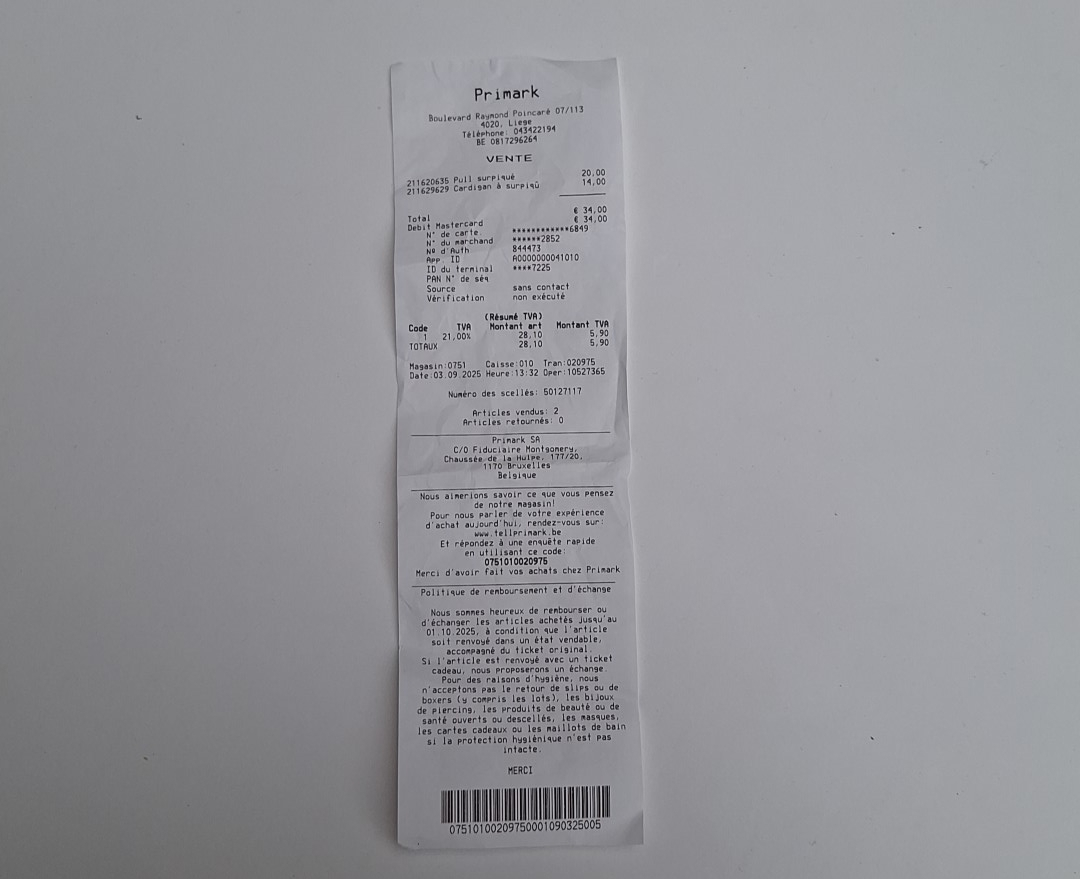 Primark
Boulevard Raymond Poincaré 07/113
4020, Liege
Téléphone: 043422194
BE 0817296264
VENTE
211620635 Pull surpiqué 20,00
211629629 Cardigan à surpiqû 14,00
Total € 34,00
Debit Mastercard € 34,00
N° de carte ************6849
N° du marchand ******2852
Nº d'Auth 844473
App. ID A0000000041010
ID du terminal ****7225
PAN N° de séq
Source sans contact
Vérification non exécuté
(Résumé TVA)
Code TVA Montant art Montant TVA
1 21,00% 28,10 5,90
TOTAUX 28,10 5,90
Magasin:0751 Caisse:010 Tran:020975
Date:03.09.2025 Heure:13:32 Oper:10527365
Numéro des scellés: 50127117
Articles vendus: 2
Articles retournés: 0
Primark SA
C/O Fiduciaire Montgomery,
Chaussée de la Hulpe, 177/20,
1170 Bruxelles
Belgique
Nous aimerions savoir ce que vous pensez
de notre magasin!
Pour nous parler de votre expérience
d'achat aujourd'hui, rendez-vous sur:
www.tellprimark.be
Et répondez à une enquête rapide
en utilisant ce code:
0751010020975
Merci d'avoir fait vos achats chez Primark
Politique de remboursement et d'échange
Nous sommes heureux de rembourser ou
d'échanger les articles achetés jusqu'au
01.10.2025, à condition que l'article
soit renvoyé dans un état vendable,
accompagné du ticket original.
Si l'article est renvoyé avec un ticket
cadeau, nous proposerons un échange.
Pour des raisons d'hygiène, nous
n'acceptons pas le retour de slips ou de
boxers (y compris les lots), les bijoux
de piercing, les produits de beauté ou de
santé ouverts ou descellés, les masques,
les cartes cadeaux ou les maillots de bain
si la protection hygiénique n'est pas
intacte.
MERCI
07510100209750001090325005